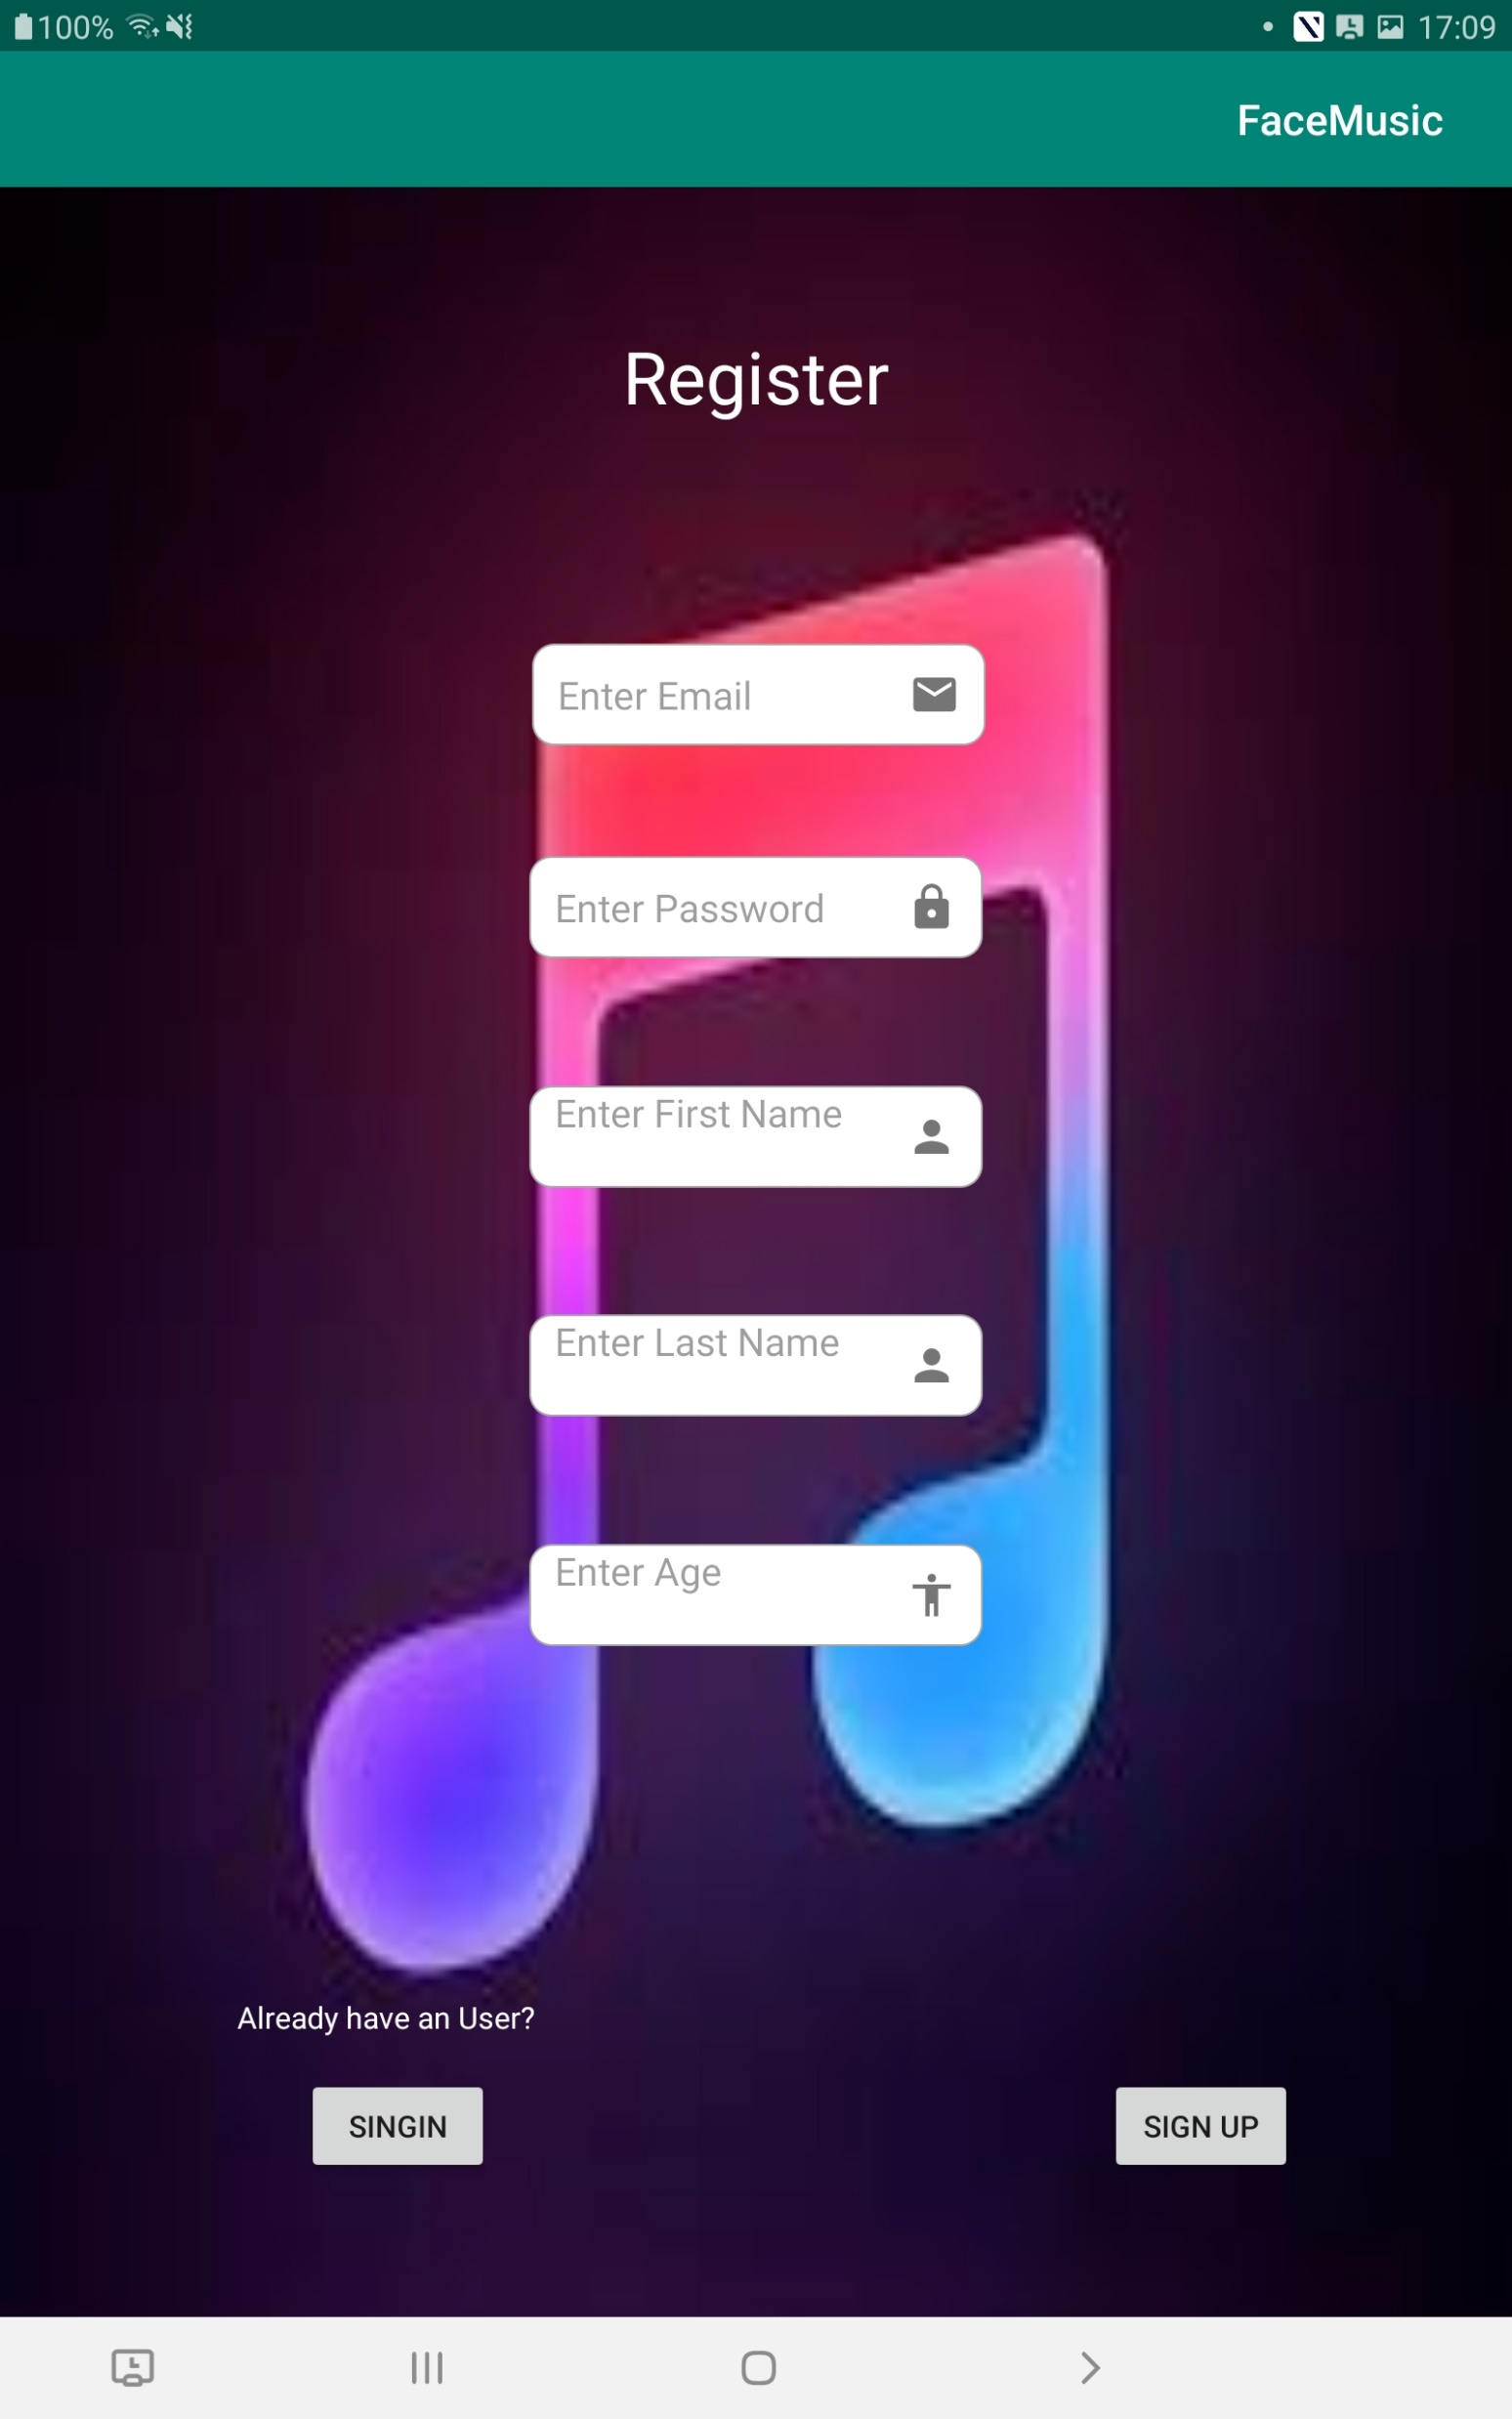 100%
17:09
FaceMusic
Register
Enter Email
Enter Password
Enter First Name
Enter Last Name
Enter Age
Already have an User?
SINGIN
SIGN UP